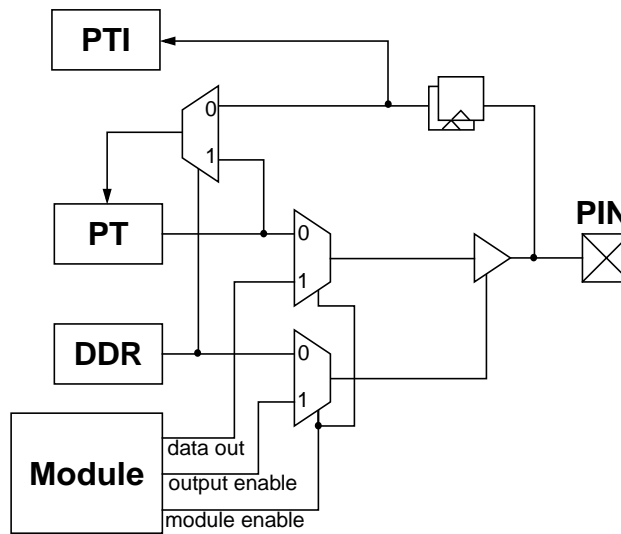 PTI
0
1
PT
PIN
0
1
DDR
0
1
Module
data out
output enable
module enable